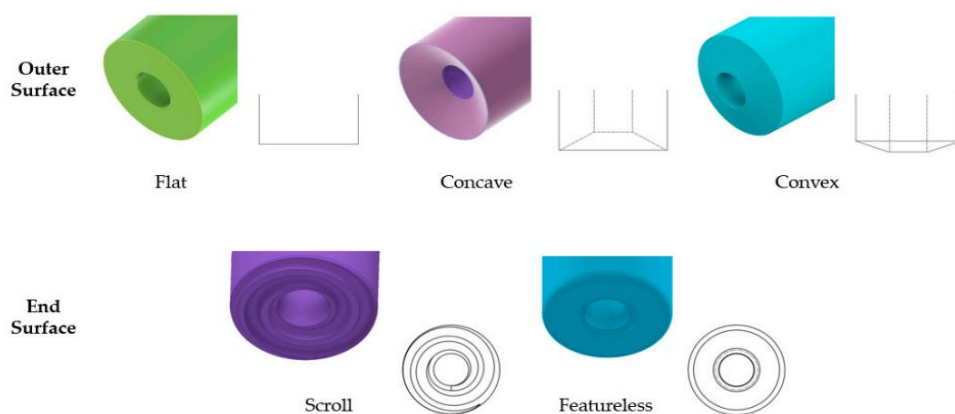 Outer
Surface
Flat
Concave
Convex
End
Surface
Scroll
Featureless